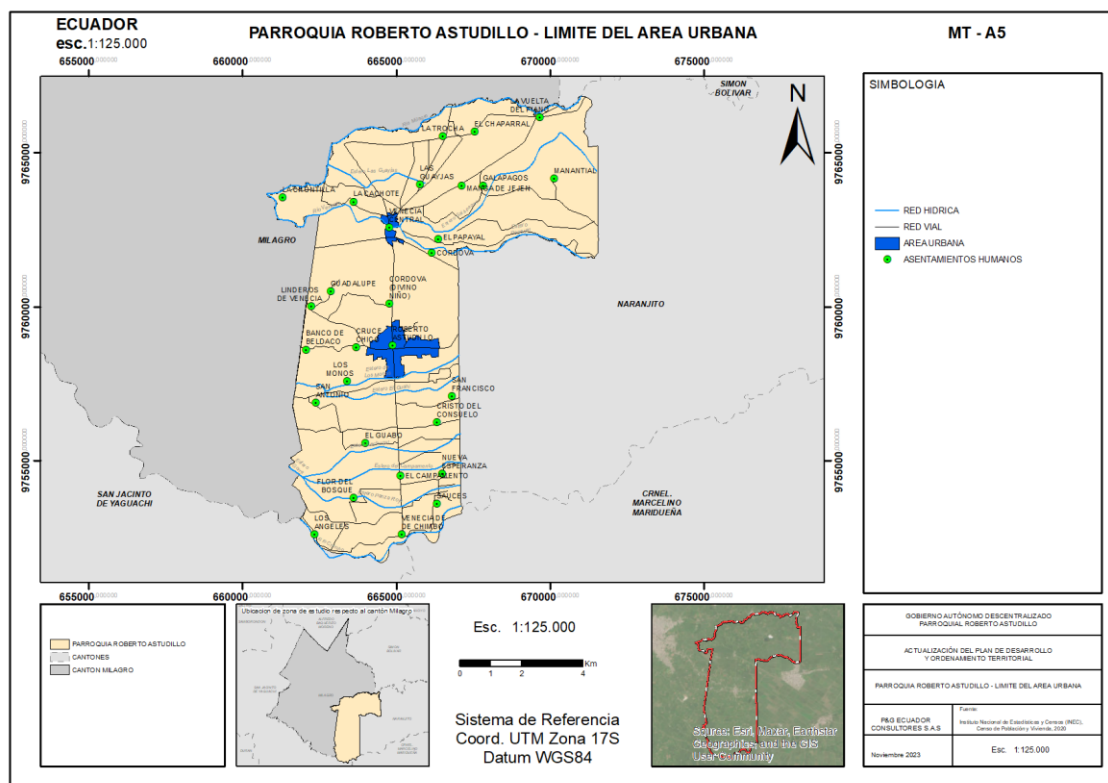 ECUADOR
esc.1:125.000
PARROQUIA ROBERTO ASTUDILLO - LIMITE DEL AREA URBANA
MT - A5
655000
660000
665000
670000
675000
9765000
9760000
9755000
9765000
9760000
9755000
SIMON
BOLIVAR
N
LA VUELTA
DEL PIANO
LA TROCHA
EL CHAPARRAL
LAS
GUAYJAS
GALAPAGOS
MANGA DE JEJEN
MANANTIAL
LA CACHOTE
VENECIA
CENTRAL
EL PAPAYAL
CORDOVA
MILAGRO
NARANJITO
GUADALUPE
LINDEROS
DE VENECIA
CORDOVA
(DIVINO
NIÑO)
BANCO DE
BELDACO
CRUCE
CHICO
ROBERTO
ASTUDILLO
LOS
MONOS
SAN
ANTONIO
SAN
FRANCISCO
CRISTO DEL
CONSUELO
EL GUABO
NUEVA
ESPERANZA
EL CAMPAMENTO
FLOR DEL
BOSQUE
SAUCES
LOS
ANGELES
VENECIA DE
DE CHIMBO
SAN JACINTO
DE YAGUACHI
CRNEL.
MARCELINO
MARIDUEÑA
655000
660000
665000
670000
675000
SIMBOLOGIA
RED HIDRICA
RED VIAL
AREA URBANA
ASENTAMIENTOS HUMANOS
PARROQUIA ROBERTO ASTUDILLO
CANTONES
CANTON MILAGRO
Ubicacion de zona de estudio respecto al cantón Milagro
Esc. 1:125.000
0 2 4
Km
Sistema de Referencia
Coord. UTM Zona 17S
Datum WGS84
Source: Esri, Maxar, Earthstar
Geographics, and the GIS
User Community
GOBIERNO AUTÓNOMO DESCENTRALIZADO
PARROQUIAL ROBERTO ASTUDILLO
ACTUALIZACIÓN DEL PLAN DE DESARROLLO
Y ORDENAMIENTO TERRITORIAL
PARROQUIA ROBERTO ASTUDILLO - LIMITE DEL AREA URBANA
P&G ECUADOR
CONSULTORES S.A.S
Noviembre 2023
Fuente:
Instituto Nacional de Estadísticas y Censos (INEC),
Censo de Población y Vivienda, 2020
Esc. 1:125.000